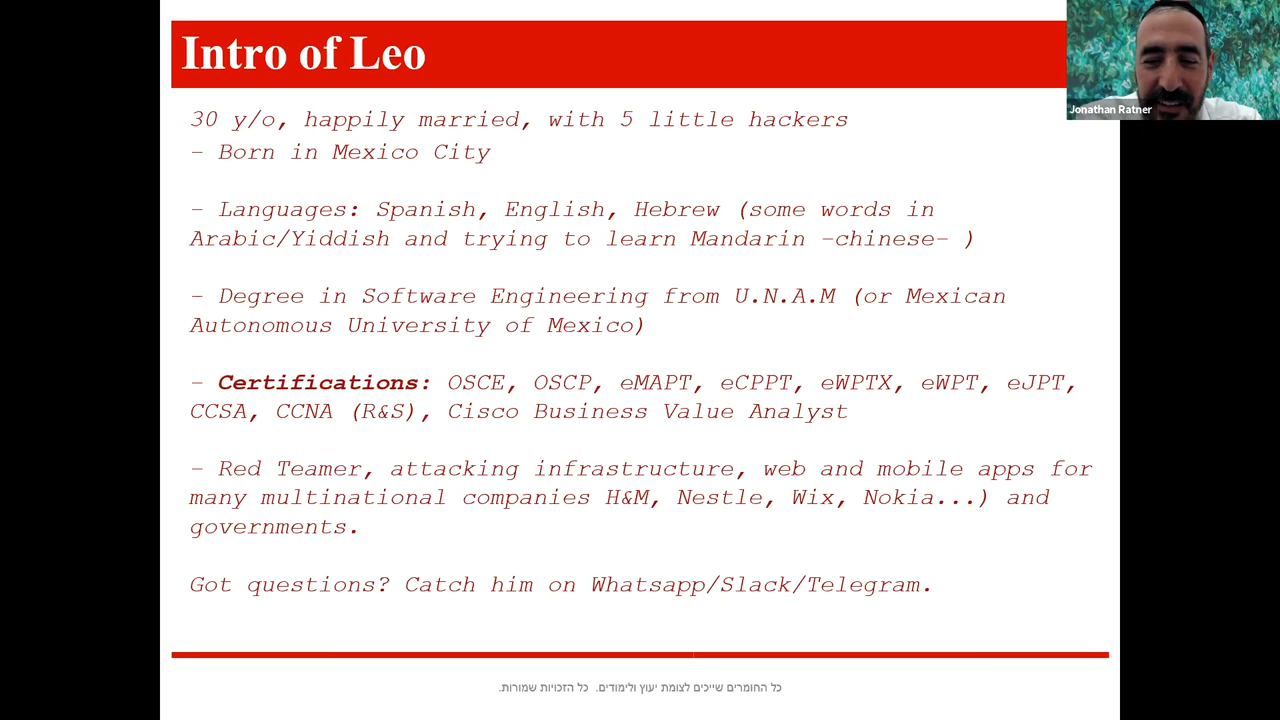 Intro of Leo
Jonathan Ratner
30 y/o, happily married, with 5 little hackers
- Born in Mexico City
- Languages: Spanish, English, Hebrew (some words in
Arabic/Yiddish and trying to learn Mandarin -chinese- )
- Degree in Software Engineering from U.N.A.M (or Mexican
Autonomous University of Mexico)
- Certifications: OSCE, OSCP, eMAPT, eCPPT, eWPTX, eWPT, eJPT,
CCSA, CCNA (R&S), Cisco Business Value Analyst
- Red Teamer, attacking infrastructure, web and mobile apps for
many multinational companies H&M, Nestle, Wix, Nokia...) and
governments.
Got questions? Catch him on Whatsapp/Slack/Telegram.
כל החומרים שייכים לצומת יעוץ ולימודים. כל הזכויות שמורות.